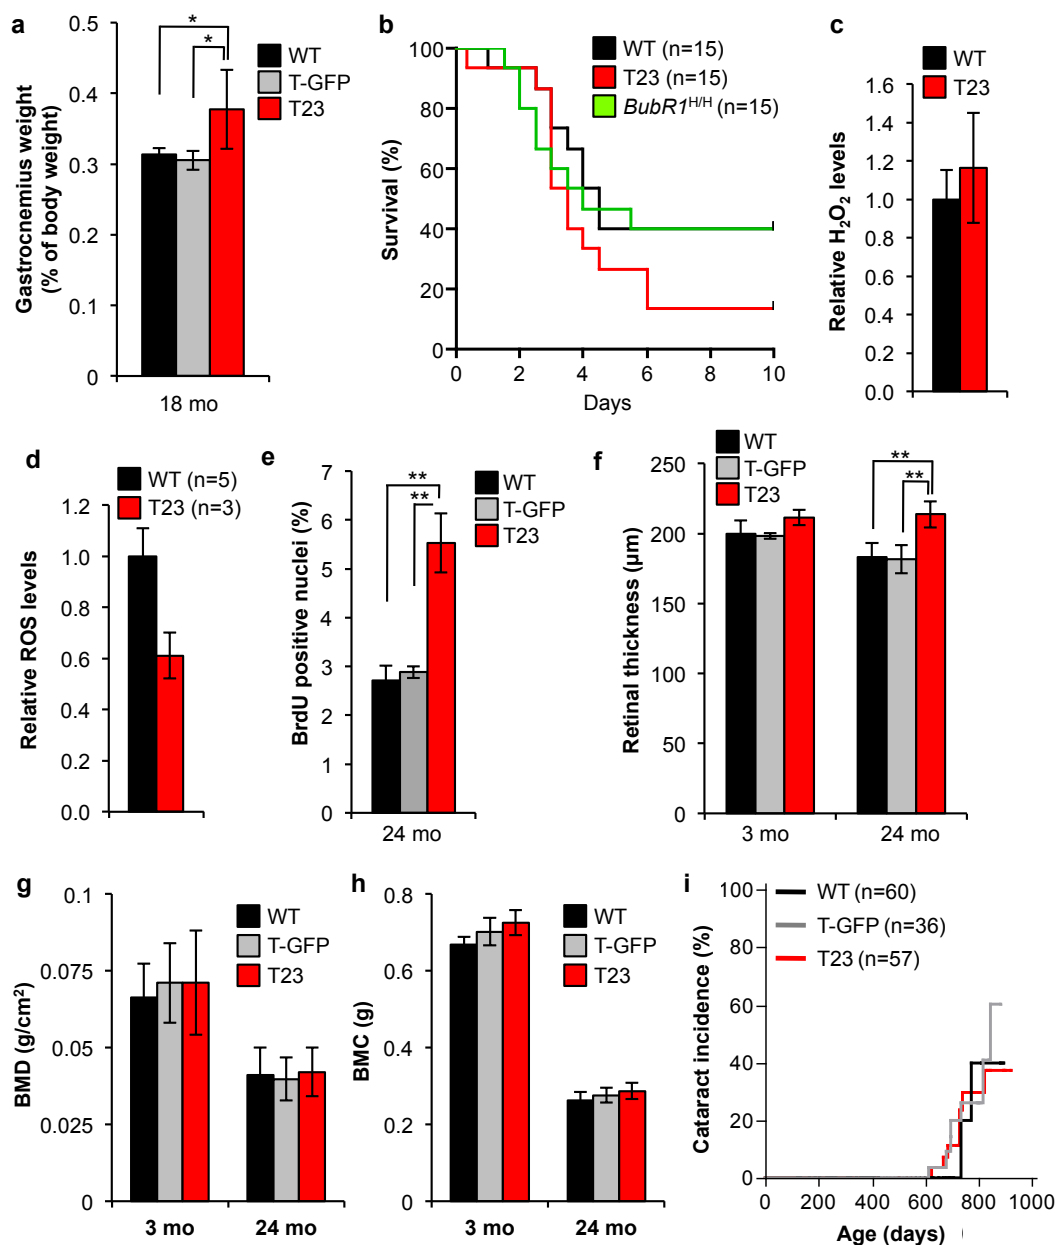 a
0.5
0.4
0.3
0.2
0.1
0
Gastrocnemius weight
(% of body weight)
*
*
WT
T-GFP
T23
18 mo
b
100
80
60
40
20
0
Survival (%)
WT (n=15)
T23 (n=15)
BubR1H/H (n=15)
0 2 4 6 8 10
Days
c
WT
T23
1.6
1.4
1.2
1.0
0.8
0.6
0.4
0.2
0.0
Relative H2O2 levels
d
WT (n=5)
T23 (n=3)
1.2
1.0
0.8
0.6
0.4
0.2
0.0
Relative ROS levels
e
7
6
5
4
3
2
1
0
BrdU positive nuclei (%)
**
**
WT
T-GFP
T23
24 mo
f
WT
T-GFP
T23
250
200
150
100
50
0
Retinal thickness (µm)
**
**
3 mo 24 mo
g
0.1
0.075
0.05
0.025
0
BMD (g/cm2)
WT
T-GFP
T23
3 mo 24 mo
h
0.8
0.6
0.4
0.2
0
BMC (g)
WT
T-GFP
T23
3 mo 24 mo
i
100
80
60
40
20
0
Cataract incidence (%)
WT (n=60)
T-GFP (n=36)
T23 (n=57)
0 200 400 600 800 1000
Age (days)